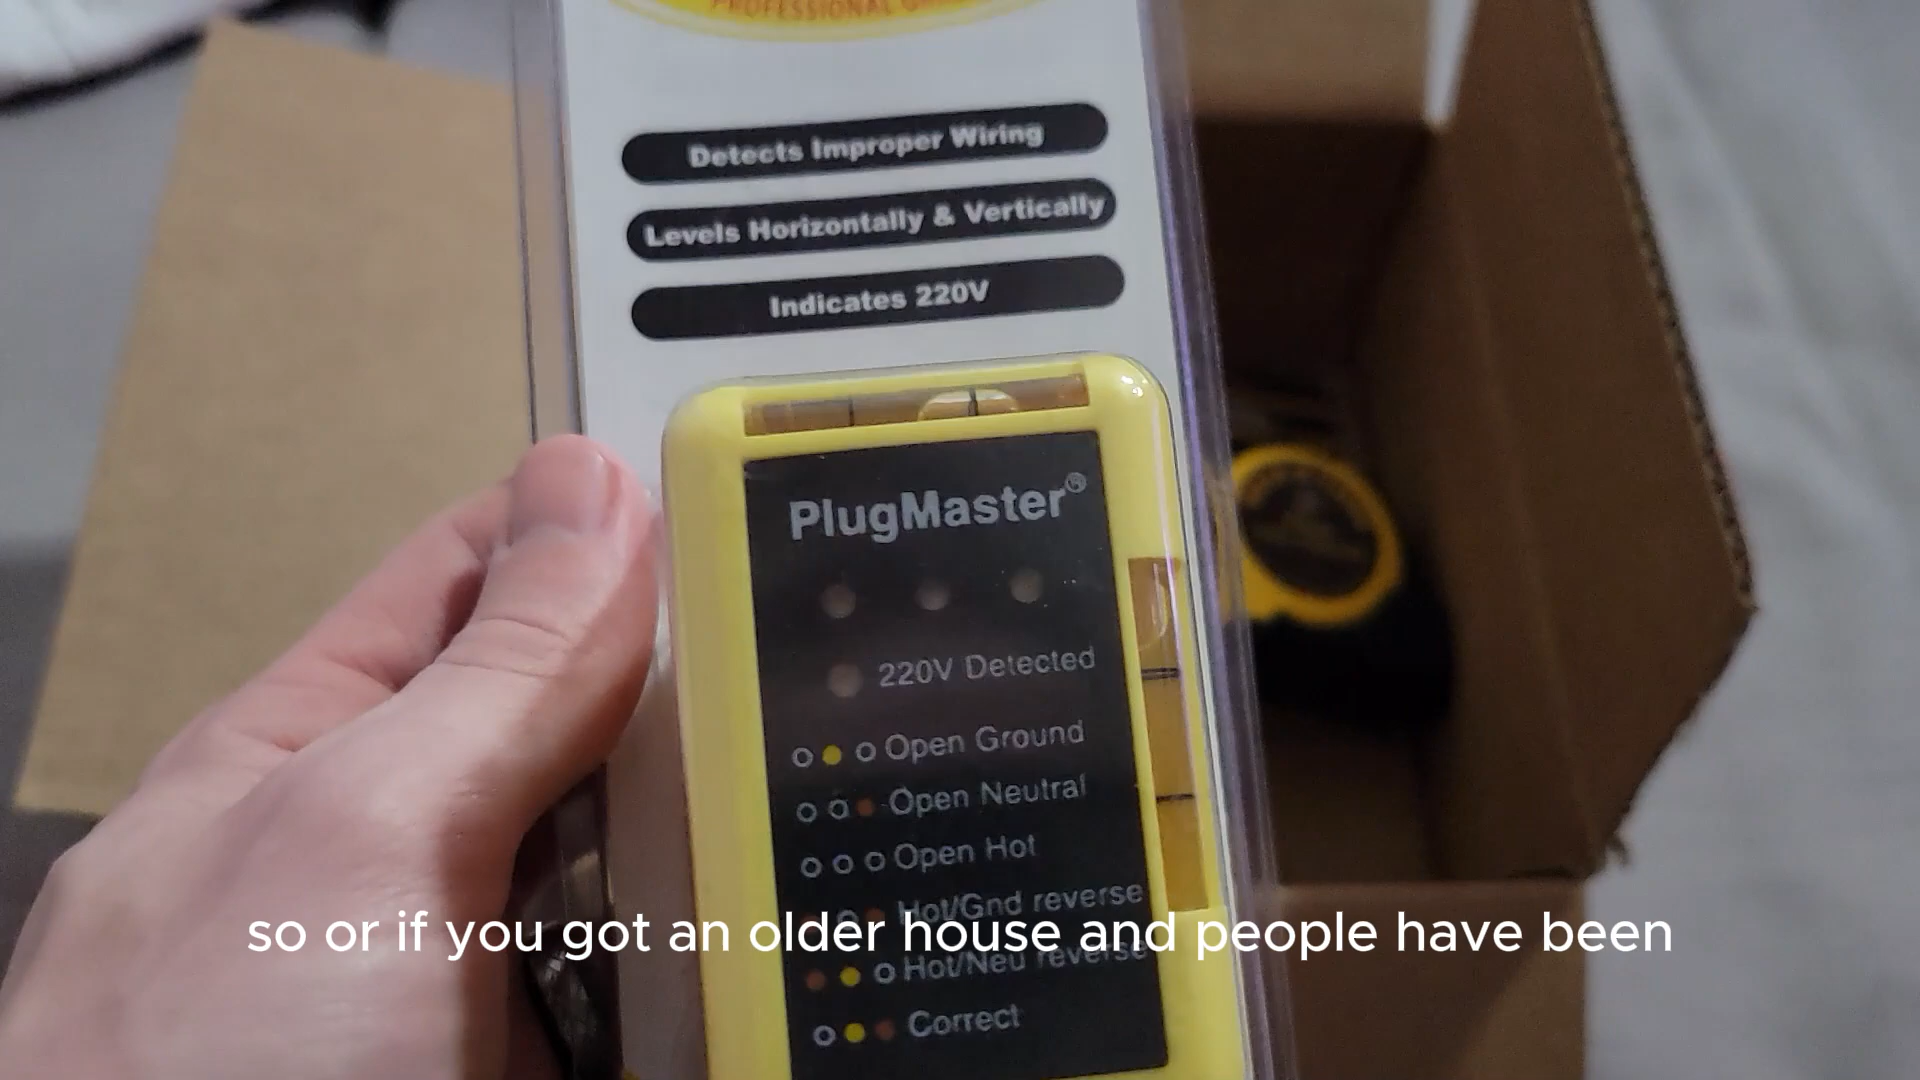 PROFESSIONAL
Detects Improper Wiring
Levels Horizontally & Vertically
Indicates 220V
PlugMaster®
220V Detected
Open Ground
Open Neutral
Open Hot
Hot/Gnd reverse
so or if you got an older house and people have been
Hot/Neu reverse
Correct